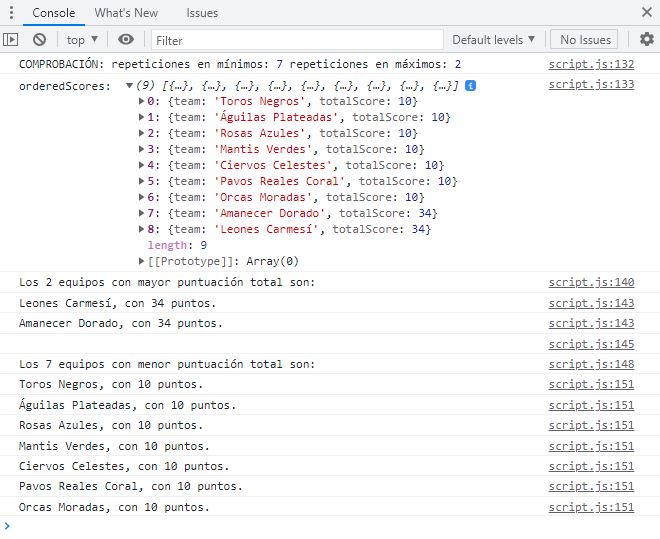 Console What's New Issues
top Filter Default levels No Issues
COMPROBACIÓN: repeticiones en mínimos: 7 repeticiones en máximos: 2 script.js:132
orderedScores: (9) [{…}, {…}, {…}, {…}, {…}, {…}, {…}, {…}, {…}] i script.js:133
0: {team: 'Toros Negros', totalScore: 10}
1: {team: 'Águilas Plateadas', totalScore: 10}
2: {team: 'Rosas Azules', totalScore: 10}
3: {team: 'Mantis Verdes', totalScore: 10}
4: {team: 'Ciervos Celestes', totalScore: 10}
5: {team: 'Pavos Reales Coral', totalScore: 10}
6: {team: 'Orcas Moradas', totalScore: 10}
7: {team: 'Amanecer Dorado', totalScore: 34}
8: {team: 'Leones Carmesí', totalScore: 34}
length: 9
[[Prototype]]: Array(0)
Los 2 equipos con mayor puntuación total son: script.js:140
Leones Carmesí, con 34 puntos. script.js:143
Amanecer Dorado, con 34 puntos. script.js:143
script.js:145
Los 7 equipos con menor puntuación total son: script.js:148
Toros Negros, con 10 puntos. script.js:151
Águilas Plateadas, con 10 puntos. script.js:151
Rosas Azules, con 10 puntos. script.js:151
Mantis Verdes, con 10 puntos. script.js:151
Ciervos Celestes, con 10 puntos. script.js:151
Pavos Reales Coral, con 10 puntos. script.js:151
Orcas Moradas, con 10 puntos. script.js:151